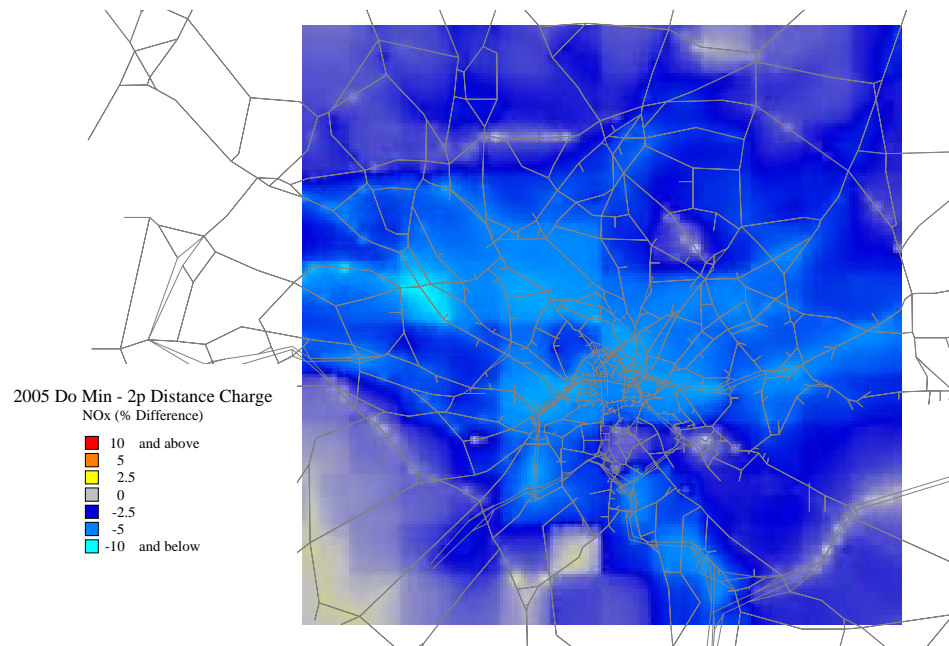 2005 Do Min - 2p Distance Charge
NOx (% Difference)
10 and above
5
2.5
0
-2.5
-5
-10 and below